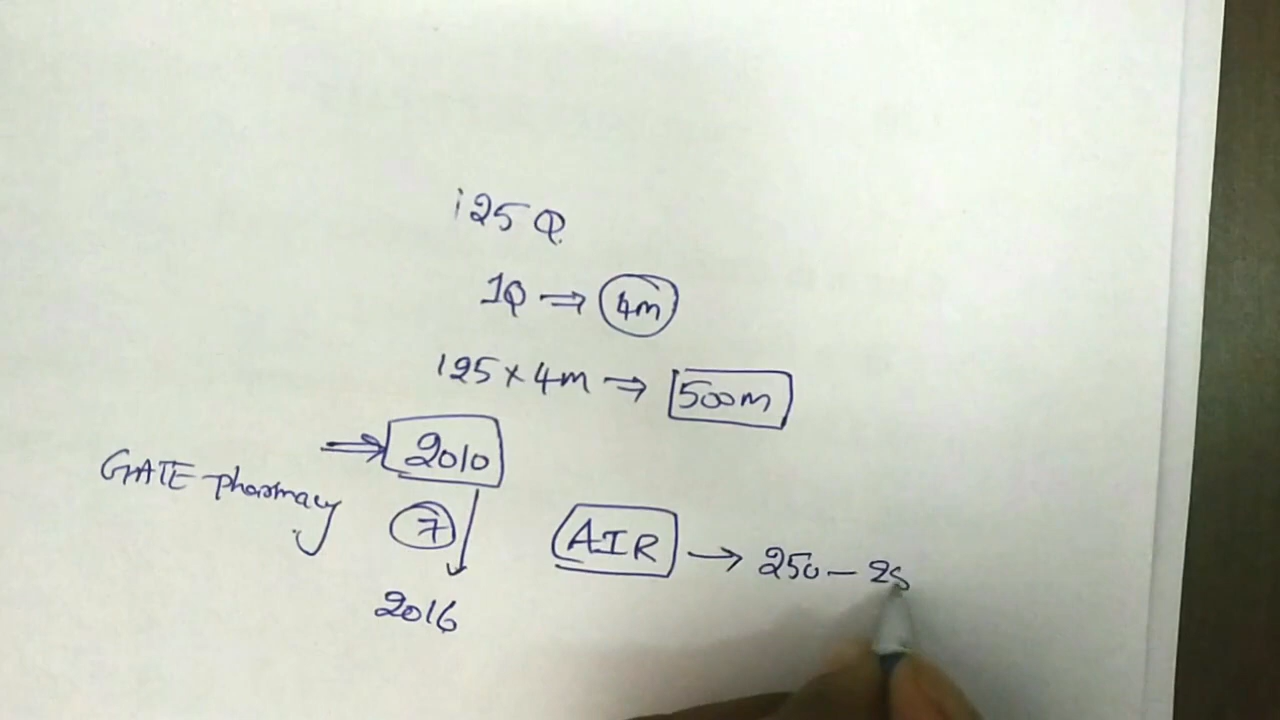 125 Q
1Q ⇒ 4m
125 × 4m ⇒ 500m
⇒ 2010
GATE-pharmacy
7
AIR → 250 - 25
2016